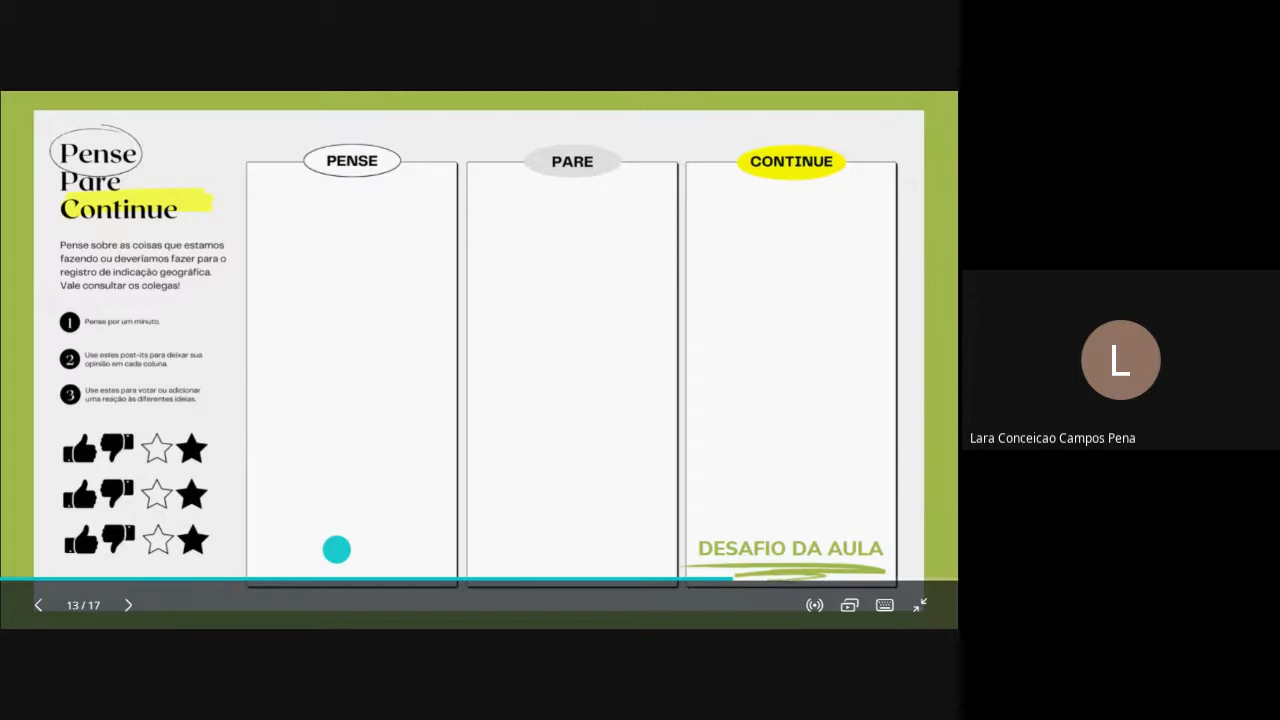 Pense
Pare
Continue
Pense sobre as coisas que estamos
fazendo ou deveríamos fazer para o
registro de indicação geográfica.
Vale consultar os colegas!
1 Pense por um minuto.
2 Use estes post-its para deixar sua
opinião em cada coluna.
3 Use estes para votar ou adicionar
uma reação às diferentes ideias.
PENSE
PARE
CONTINUE
DESAFIO DA AULA
13 / 17
L
Lara Conceicao Campos Pena